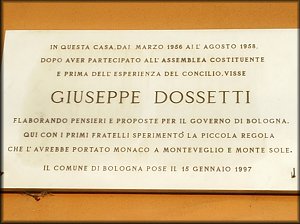 IN QUESTA CASA, DAL MARZO 1956 ALL'AGOSTO 1958,
DOPO AVER PARTECIPATO ALL'ASSEMBLEA COSTITUENTE
E PRIMA DELL'ESPERIENZA DEL CONCILIO, VISSE
GIUSEPPE DOSSETTI
ELABORANDO PENSIERI E PROPOSTE PER IL GOVERNO DI BOLOGNA.
QUI CON I PRIMI FRATELLI SPERIMENTÒ LA PICCOLA REGOLA
CHE L'AVREBBE PORTATO MONACO A MONTEVEGLIO E MONTE SOLE.
IL COMUNE DI BOLOGNA POSE IL 15 GENNAIO 1997